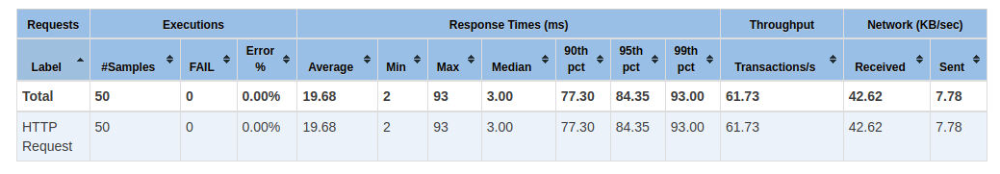 Requests Executions Response Times (ms) Throughput Network (KB/sec)
Label #Samples FAIL Error % Average Min Max Median 90th pct 95th pct 99th pct Transactions/s Received Sent
Total 50 0 0.00% 19.68 2 93 3.00 77.30 84.35 93.00 61.73 42.62 7.78
HTTP Request 50 0 0.00% 19.68 2 93 3.00 77.30 84.35 93.00 61.73 42.62 7.78